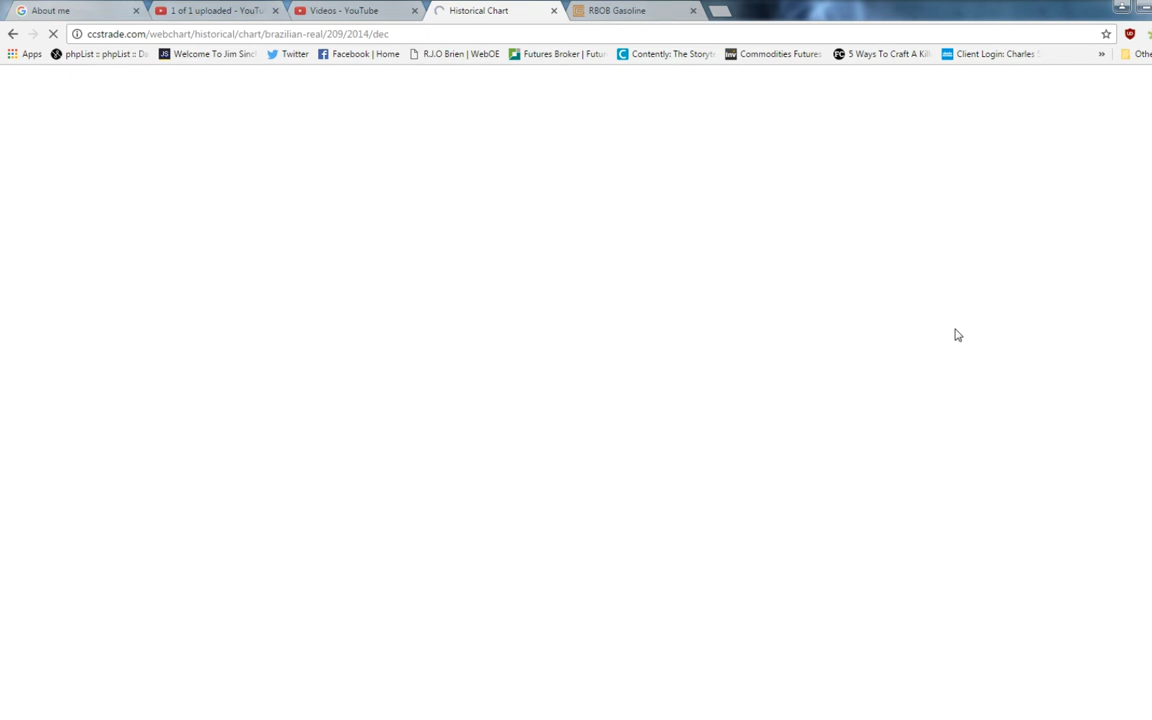 About me
1 of 1 uploaded - YouTu
Videos - YouTube
Historical Chart
RBOB Gasoline
ccstrade.com/webchart/historical/chart/brazilian-real/209/2014/dec
Apps
phpList :: phpList :: Da
Welcome To Jim Sincl
Twitter
Facebook | Home
R.J.O Brien | WebOE
Futures Broker | Futur
Contently: The Storyt
Commodities Futures
5 Ways To Craft A Kil
Client Login: Charles S
»
Othe